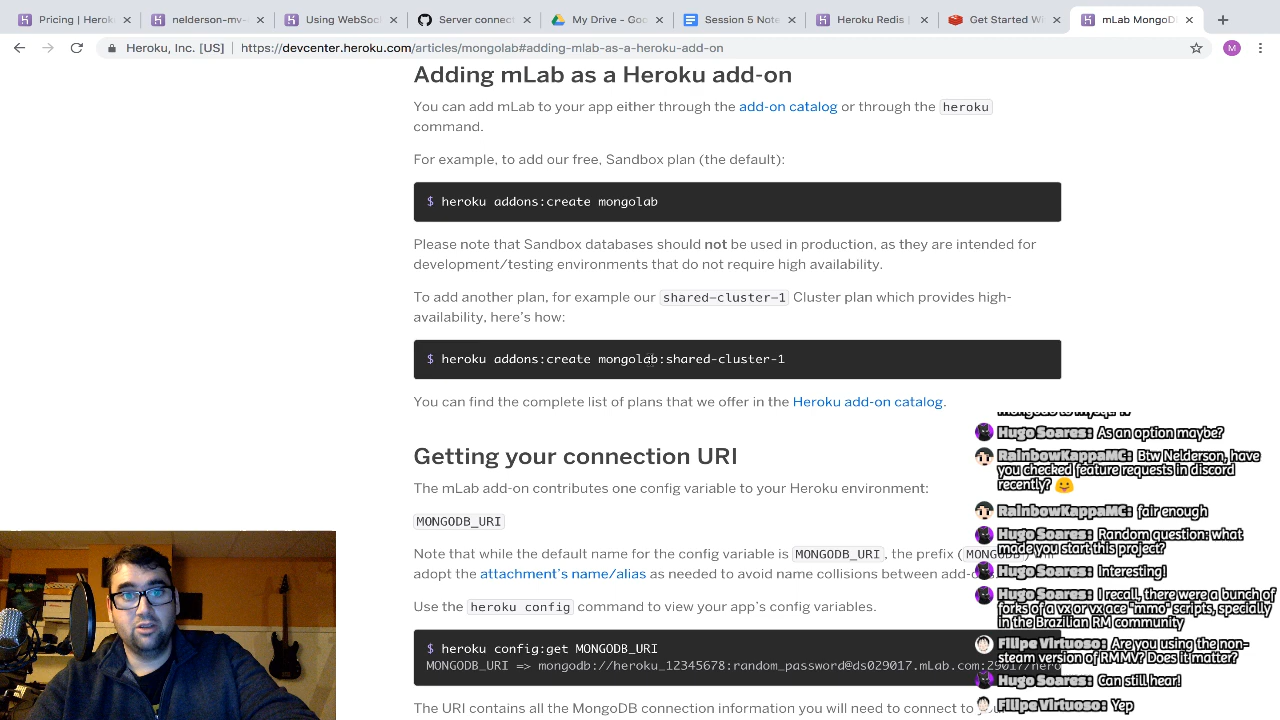 Pricing | Heroku
nelderson-mv-
Using WebSoc
Server connect
My Drive - Goo
Session 5 Note
Heroku Redis |
Get Started Wi
mLab MongoD
Heroku, Inc. [US]
https://devcenter.heroku.com/articles/mongolab#adding-mlab-as-a-heroku-add-on
M
Adding mLab as a Heroku add-on
You can add mLab to your app either through the add-on catalog or through the heroku
command.
For example, to add our free, Sandbox plan (the default):
$ heroku addons:create mongolab
Please note that Sandbox databases should not be used in production, as they are intended for
development/testing environments that do not require high availability.
To add another plan, for example our shared-cluster-1 Cluster plan which provides high-
availability, here's how:
$ heroku addons:create mongolab:shared-cluster-1
You can find the complete list of plans that we offer in the Heroku add-on catalog.
Getting your connection URI
The mLab add-on contributes one config variable to your Heroku environment:
MONGODB_URI
Note that while the default name for the config variable is MONGODB_URI, the prefix (MONGODB)
adopt the attachment's name/alias as needed to avoid name collisions between add-
Use the heroku config command to view your app's config variables.
$ heroku config:get MONGODB_URI
MONGODB_URI => mongodb://heroku_12345678:random_password@ds029017.mLab.com:29017/hero
The URI contains all the MongoDB connection information you will need to connect to
Hugo Soares: As an option maybe?
RainbowKappaMC: Btw Nelderson, have
you checked feature requests in discord
recently? 🤗
RainbowKappaMC: fair enough
Hugo Soares: Random question: what
made you start this project?
Hugo Soares: Interesting!
Hugo Soares: I recall, there were a bunch of
forks of a vx or vx ace "mmo" scripts, specially
in the Brazilian RM community
Filipe Virtuoso: Are you using the non-
steam version of RMMV? Does it matter?
Hugo Soares: Can still hear!
Filipe Virtuoso: Yep